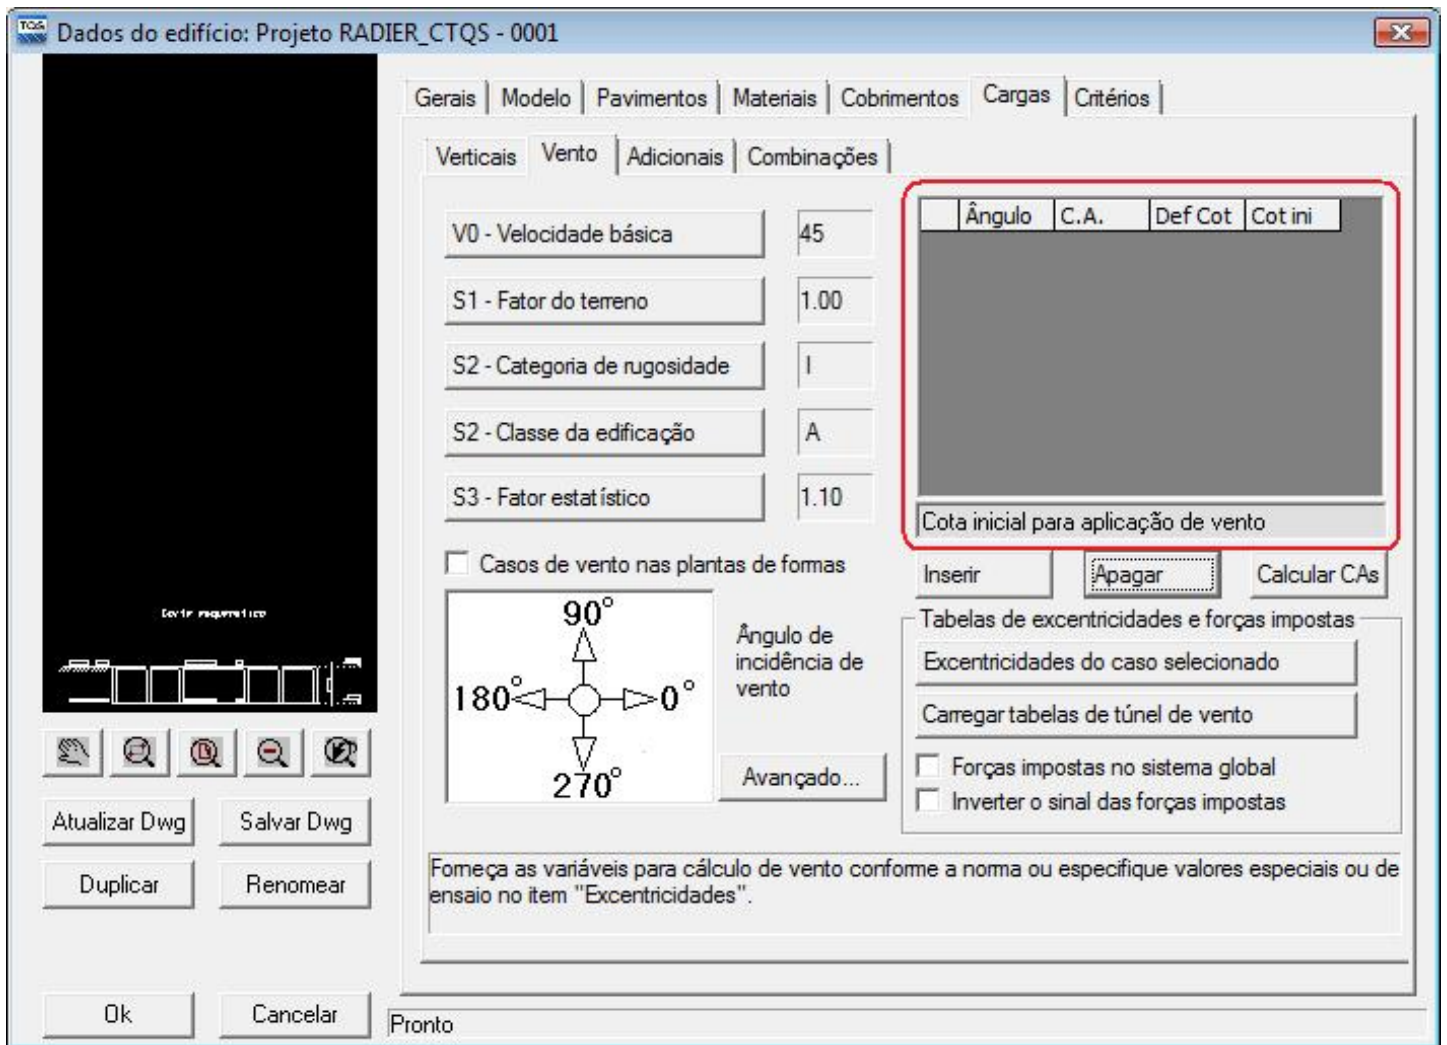 TQS Dados do edifício: Projeto RADIER_CTQS - 0001
Gerais Modelo Pavimentos Materiais Cobrimentos Cargas Critérios
Verticais Vento Adicionais Combinações
V0 - Velocidade básica 45
S1 - Fator do terreno 1.00
S2 - Categoria de rugosidade I
S2 - Classe da edificação A
S3 - Fator estatístico 1.10
Ângulo C.A. Def Cot Cot ini
Cota inicial para aplicação de vento
Inserir Apagar Calcular CAs
Casos de vento nas plantas de formas
90°
180° 0°
270°
Ângulo de
incidência de
vento
Avançado...
Tabelas de excentricidades e forças impostas
Excentricidades do caso selecionado
Carregar tabelas de túnel de vento
Forças impostas no sistema global
Inverter o sinal das forças impostas
Forneça as variáveis para cálculo de vento conforme a norma ou especifique valores especiais ou de
ensaio no item "Excentricidades".
Corte esquemático
Atualizar Dwg Salvar Dwg
Duplicar Renomear
Ok Cancelar
Pronto